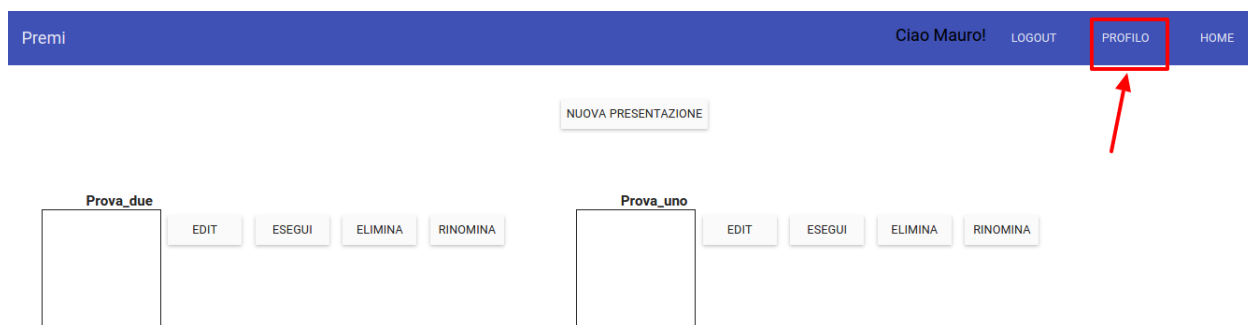 Premi Ciao Mauro! LOGOUT PROFILO HOME
NUOVA PRESENTAZIONE
Prova_due Prova_uno
EDIT ESEGUI ELIMINA RINOMINA EDIT ESEGUI ELIMINA RINOMINA